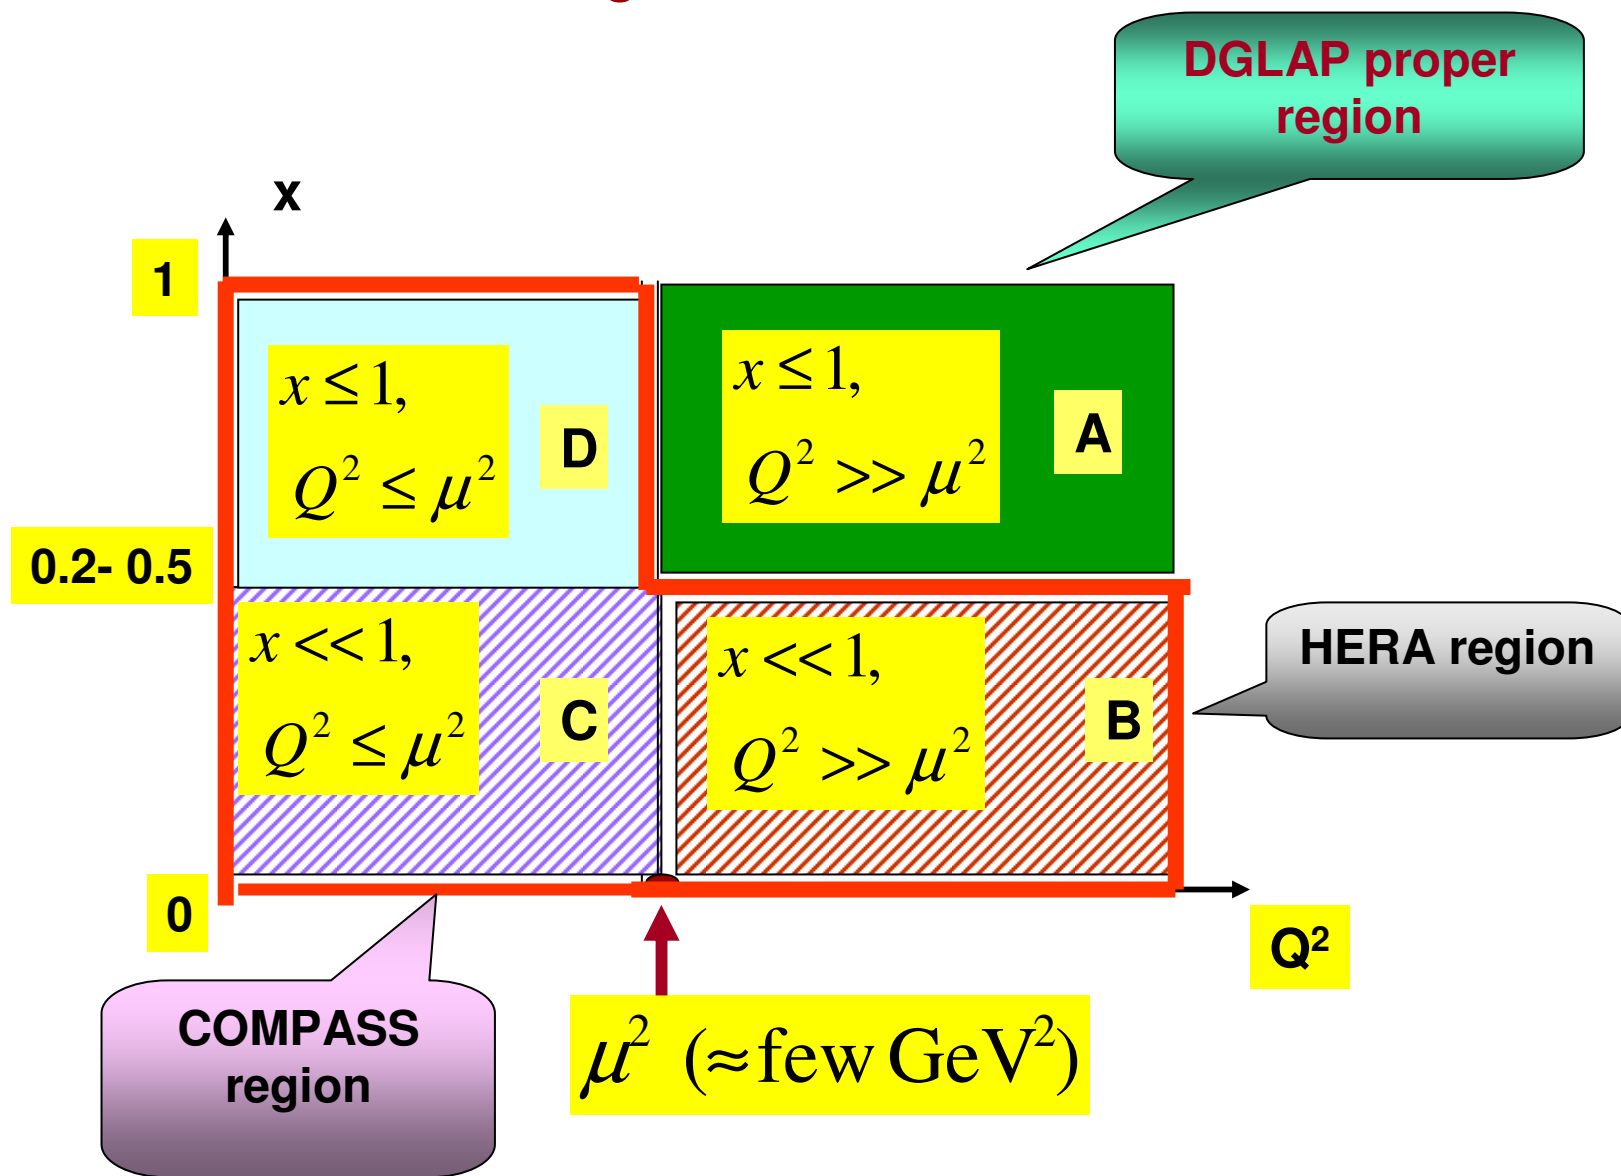 DGLAP proper
region
x
1
x ≤ 1,
Q² ≤ μ²
D
x ≤ 1,
Q² >> μ²
A
0.2- 0.5
x << 1,
Q² ≤ μ²
C
x << 1,
Q² >> μ²
B
HERA region
0
Q²
COMPASS
region
μ² (≈few GeV²)